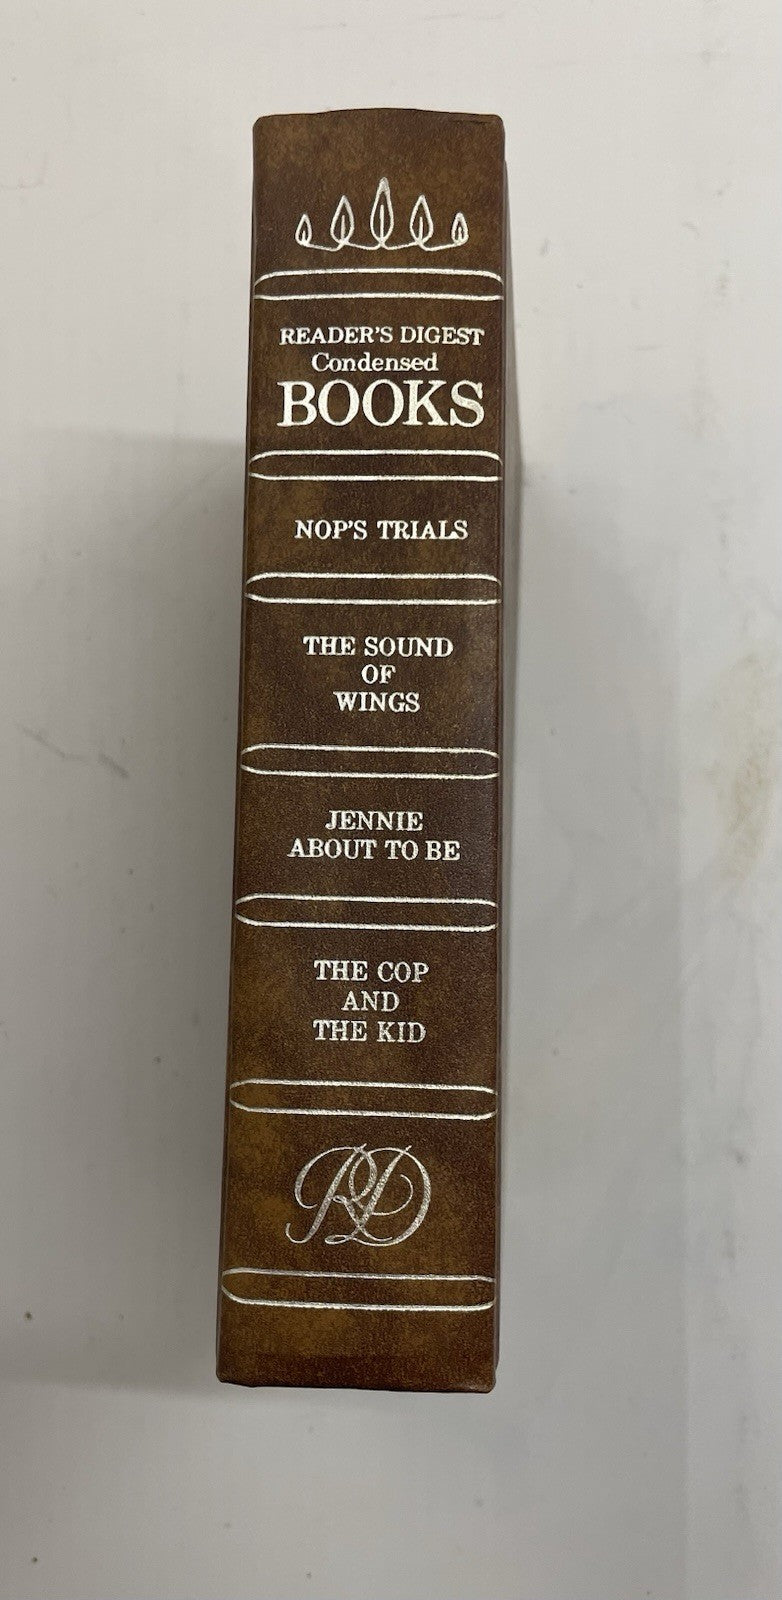 READER'S DIGEST
Condensed
BOOKS
NOP'S TRIALS
THE SOUND
OF
WINGS
JENNIE
ABOUT TO BE
THE COP
AND
THE KID
RD